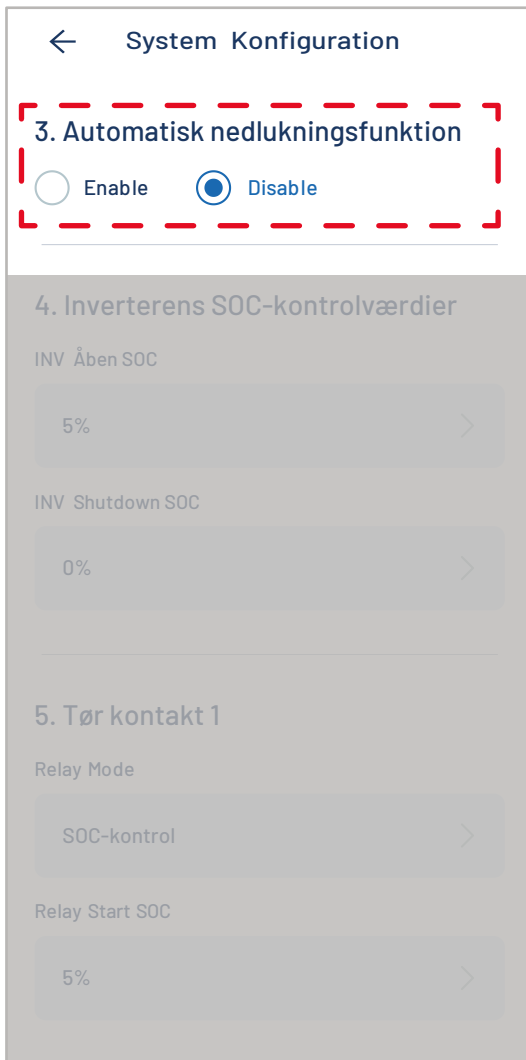 System Konfiguration
3. Automatisk nedlukningsfunktion
Enable Disable
4. Inverterens SOC-kontrolværdier
INV Åben SOC
5%
INV Shutdown SOC
0%
5. Tør kontakt 1
Relay Mode
SOC-kontrol
Relay Start SOC
5%